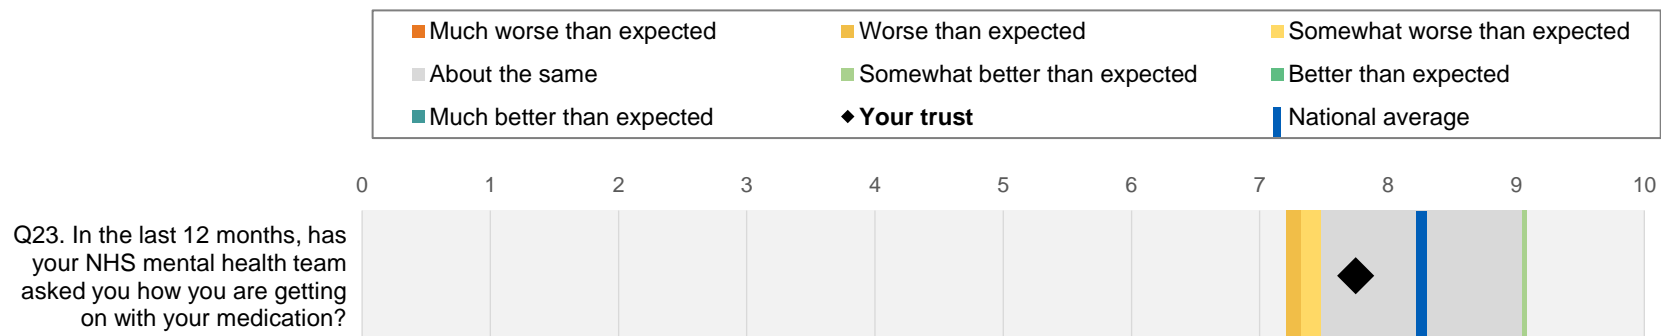 Much worse than expected
Worse than expected
Somewhat worse than expected
About the same
Somewhat better than expected
Better than expected
Much better than expected
Your trust
National average
0 1 2 3 4 5 6 7 8 9 10
Q23. In the last 12 months, has
your NHS mental health team
asked you how you are getting
on with your medication?